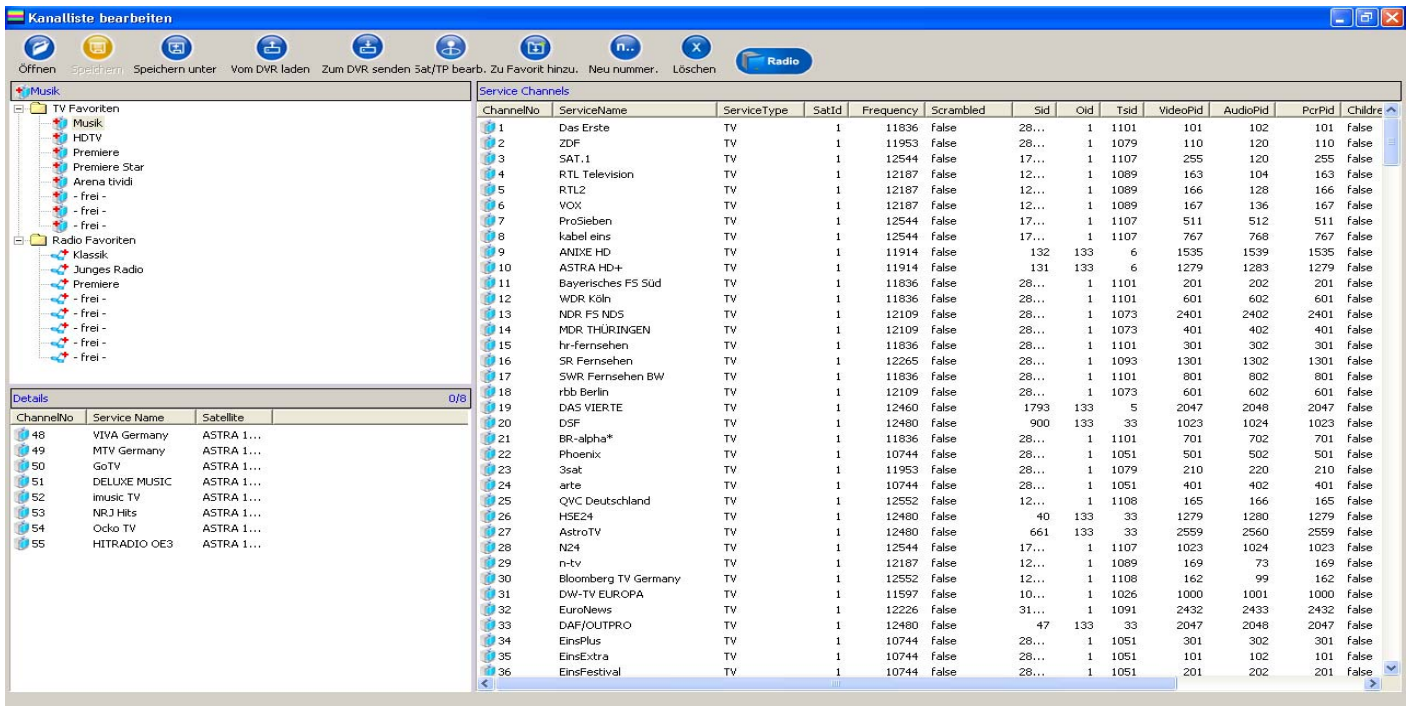 Kanalliste bearbeiten
Öffnen Speichern Speichern unter Vom DVR laden Zum DVR senden Sat/TP bearb. Zu Favorit hinzu. Neu nummer. Löschen Radio
Musik
TV Favoriten
Musik
HDTV
Premiere
Premiere Star
Arena tividi
- frei -
- frei -
- frei -
Radio Favoriten
Klassik
Junges Radio
Premiere
- frei -
- frei -
- frei -
- frei -
- frei -
Details 0/8
ChannelNo Service Name Satellite
48 VIVA Germany ASTRA 1...
49 MTV Germany ASTRA 1...
50 GoTV ASTRA 1...
51 DELUXE MUSIC ASTRA 1...
52 imusic TV ASTRA 1...
53 NRJ Hits ASTRA 1...
54 Ocko TV ASTRA 1...
55 HITRADIO OE3 ASTRA 1...
Service Channels
ChannelNo ServiceName ServiceType SatId Frequency Scrambled Sid Oid Tsid VideoPid AudioPid PcrPid Childre
1 Das Erste TV 1 11836 false 28... 1 1101 101 102 101 false
2 ZDF TV 1 11953 false 28... 1 1079 110 120 110 false
3 SAT.1 TV 1 12544 false 17... 1 1107 255 120 255 false
4 RTL Television TV 1 12187 false 12... 1 1089 163 104 163 false
5 RTL2 TV 1 12187 false 12... 1 1089 166 128 166 false
6 VOX TV 1 12187 false 12... 1 1089 167 136 167 false
7 ProSieben TV 1 12544 false 17... 1 1107 511 512 511 false
8 kabel eins TV 1 12544 false 17... 1 1107 767 768 767 false
9 ANIXE HD TV 1 11914 false 132 133 6 1535 1539 1535 false
10 ASTRA HD+ TV 1 11914 false 131 133 6 1279 1283 1279 false
11 Bayerisches FS Süd TV 1 11836 false 28... 1 1101 201 202 201 false
12 WDR Köln TV 1 11836 false 28... 1 1101 601 602 601 false
13 NDR FS NDS TV 1 12109 false 28... 1 1073 2401 2402 2401 false
14 MDR THÜRINGEN TV 1 12109 false 28... 1 1073 401 402 401 false
15 hr-fernsehen TV 1 11836 false 28... 1 1101 301 302 301 false
16 SR Fernsehen TV 1 12265 false 28... 1 1093 1301 1302 1301 false
17 SWR Fernsehen BW TV 1 11836 false 28... 1 1101 801 802 801 false
18 rbb Berlin TV 1 12109 false 28... 1 1073 601 602 601 false
19 DAS VIERTE TV 1 12460 false 1793 133 5 2047 2048 2047 false
20 DSF TV 1 12480 false 900 133 33 1023 1024 1023 false
21 BR-alpha* TV 1 11836 false 28... 1 1101 701 702 701 false
22 Phoenix TV 1 10744 false 28... 1 1051 501 502 501 false
23 3sat TV 1 11953 false 28... 1 1079 210 220 210 false
24 arte TV 1 10744 false 28... 1 1051 401 402 401 false
25 QVC Deutschland TV 1 12552 false 12... 1 1108 165 166 165 false
26 HSE24 TV 1 12480 false 40 133 33 1279 1280 1279 false
27 AstroTV TV 1 12480 false 661 133 33 2559 2560 2559 false
28 N24 TV 1 12544 false 17... 1 1107 1023 1024 1023 false
29 n-tv TV 1 12187 false 12... 1 1089 169 73 169 false
30 Bloomberg TV Germany TV 1 12552 false 12... 1 1108 162 99 162 false
31 DW-TV EUROPA TV 1 11597 false 10... 1 1026 1000 1001 1000 false
32 EuroNews TV 1 12226 false 31... 1 1091 2432 2433 2432 false
33 DAF/OUTPRO TV 1 12480 false 47 133 33 2047 2048 2047 false
34 EinsPlus TV 1 10744 false 28... 1 1051 301 302 301 false
35 EinsExtra TV 1 10744 false 28... 1 1051 101 102 101 false
36 EinsFestival TV 1 10744 false 28... 1 1051 201 202 201 false